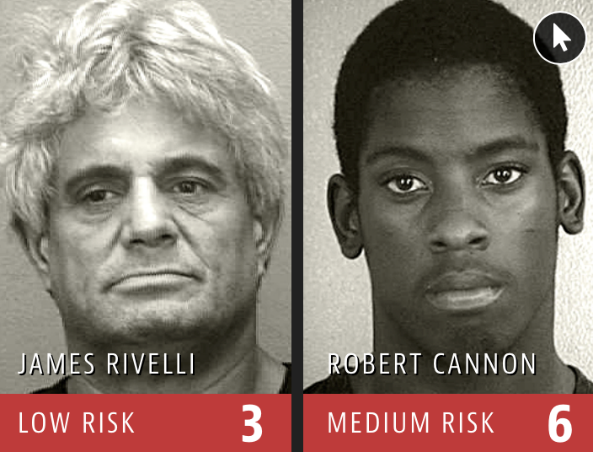 JAMES RIVELLI
LOW RISK 3
ROBERT CANNON
MEDIUM RISK 6